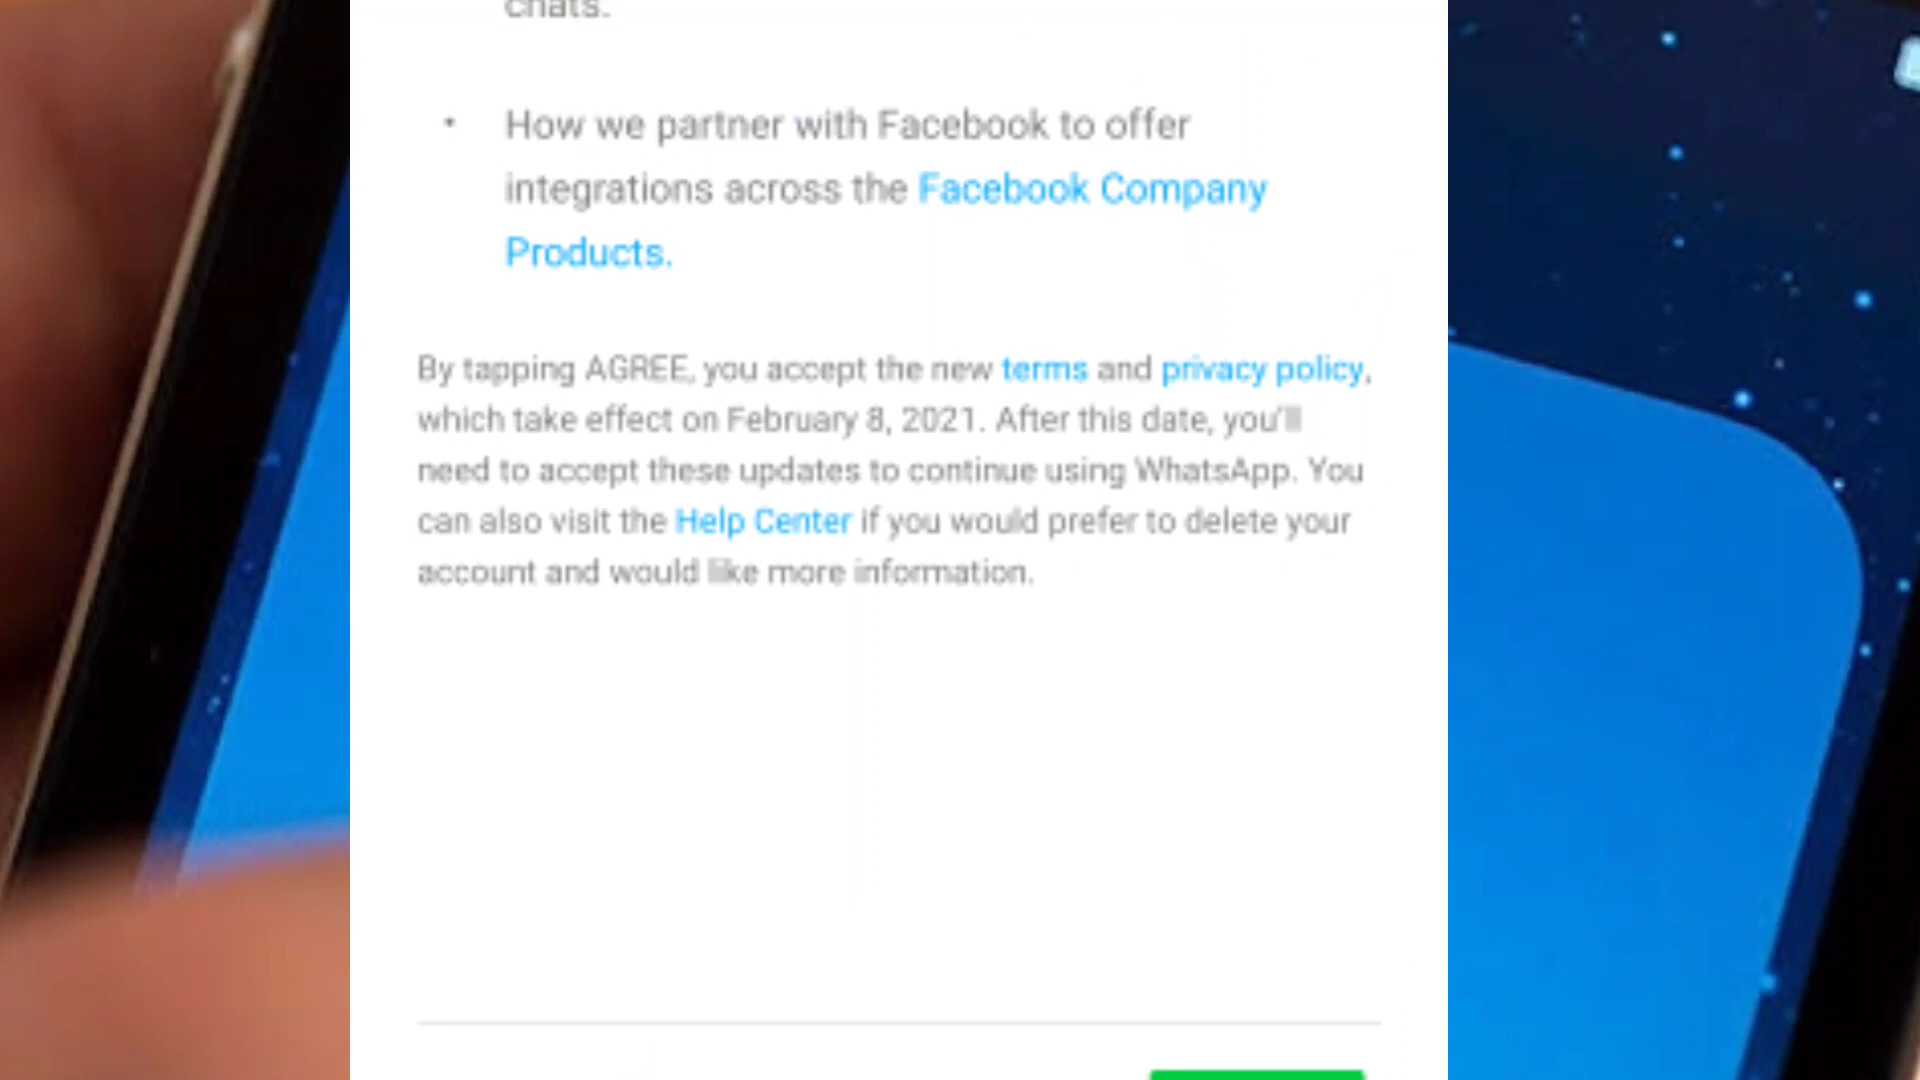 chats.
• How we partner with Facebook to offer
integrations across the Facebook Company
Products.
By tapping AGREE, you accept the new terms and privacy policy,
which take effect on February 8, 2021. After this date, you'll
need to accept these updates to continue using WhatsApp. You
can also visit the Help Center if you would prefer to delete your
account and would like more information.